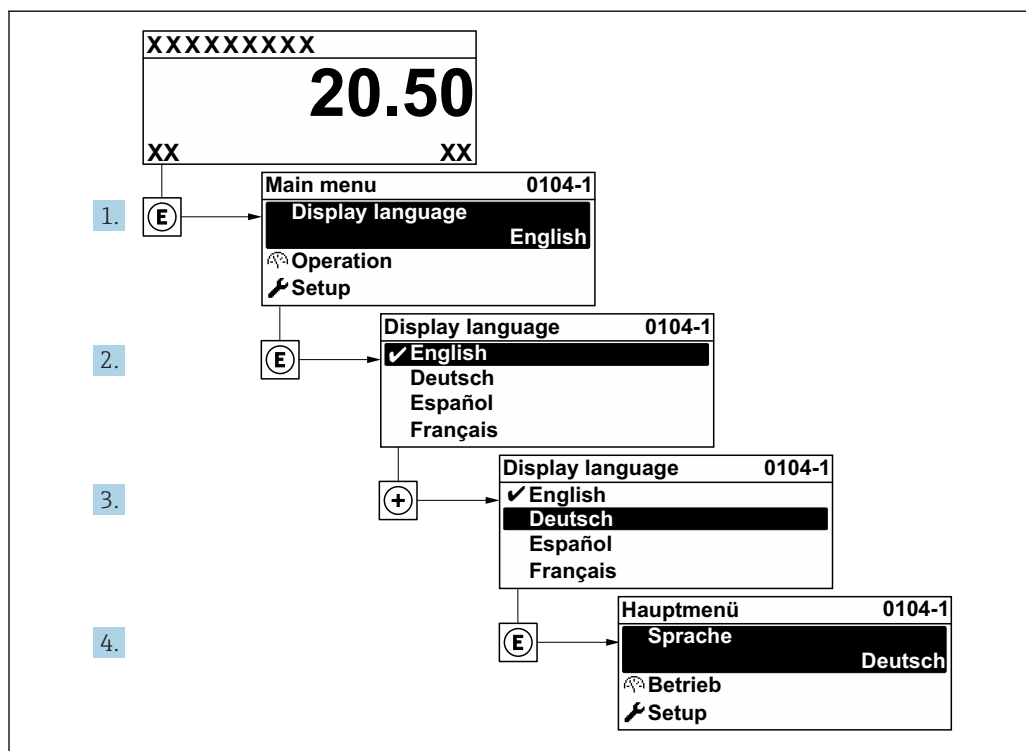 XXXXXXXXX
20.50
XX XX
1. E
Main menu 0104-1
Display language
English
Operation
Setup
2. E
Display language 0104-1
✔English
Deutsch
Español
Français
3. +
Display language 0104-1
✔English
Deutsch
Español
Français
4. E
Hauptmenü 0104-1
Sprache
Deutsch
Betrieb
Setup